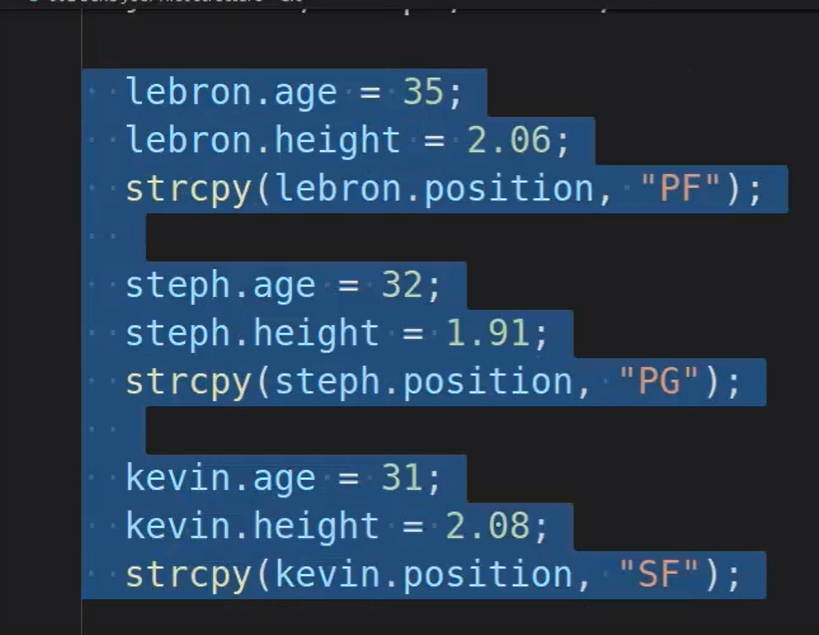 lebron.age = 35;
lebron.height = 2.06;
strcpy(lebron.position, "PF");
steph.age = 32;
steph.height = 1.91;
strcpy(steph.position, "PG");
kevin.age = 31;
kevin.height = 2.08;
strcpy(kevin.position, "SF");